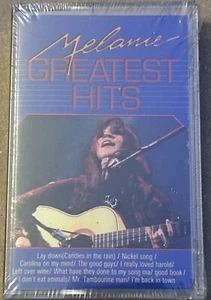 Melanie
GREATEST
HITS
Lay down(Candles in the rain) / Nickel song /
Carolina on my mind/ The good guys/ I really loved harold/
Left over wine/ What have they done to my song ma/ good book/
I don't eat animals/ Mr. Tambourine man/ I'm back in town